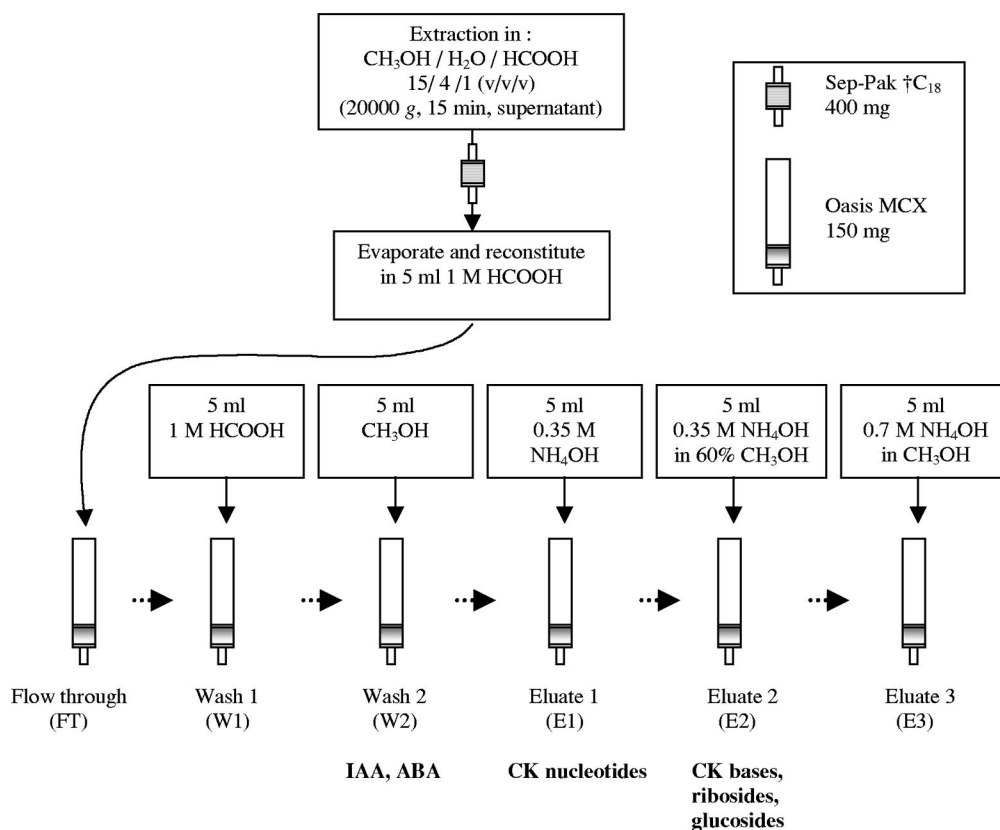 Extraction in :
CH₃OH / H₂O / HCOOH
15/ 4 /1 (v/v/v)
(20000 g, 15 min, supernatant)
Sep-Pak †C₁₈
400 mg
Oasis MCX
150 mg
Evaporate and reconstitute
in 5 ml 1 M HCOOH
5 ml
1 M HCOOH
5 ml
CH₃OH
5 ml
0.35 M
NH₄OH
5 ml
0.35 M NH₄OH
in 60% CH₃OH
5 ml
0.7 M NH₄OH
in CH₃OH
Flow through
(FT)
Wash 1
(W1)
Wash 2
(W2)
Eluate 1
(E1)
Eluate 2
(E2)
Eluate 3
(E3)
IAA, ABA
CK nucleotides
CK bases,
ribosides,
glucosides